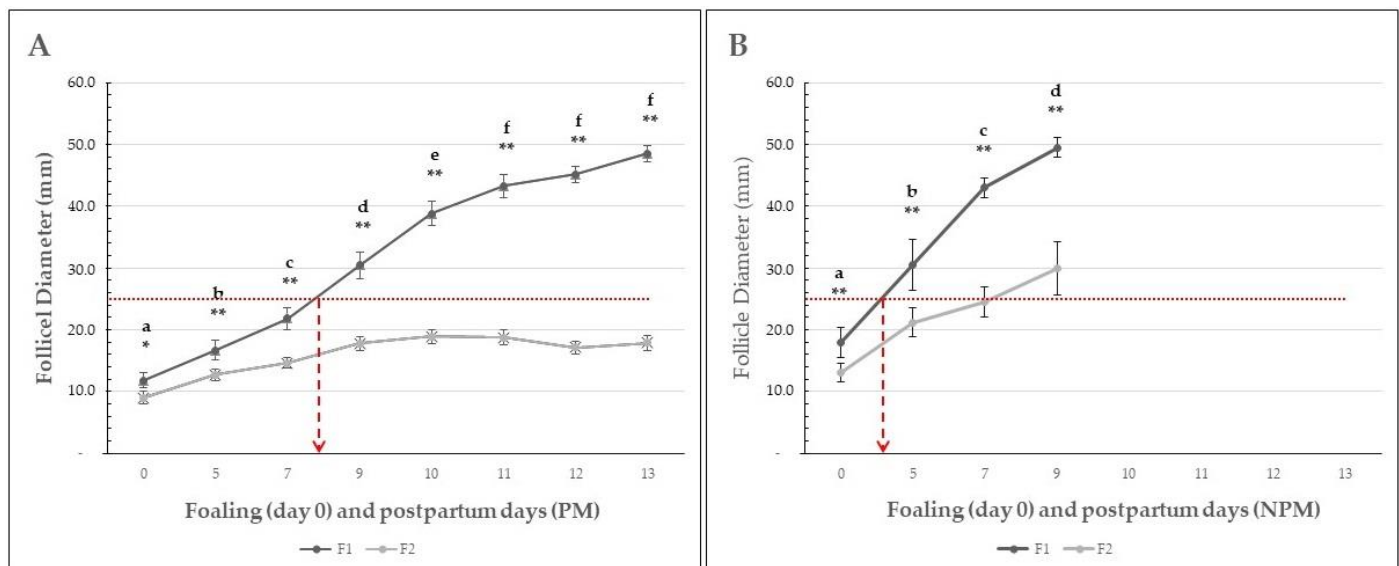 A
60.0
50.0
40.0
30.0
20.0
10.0
-
Follicel Diameter (mm)
a
*
b
**
c
**
d
**
e
**
f
**
f
**
f
**
0 5 7 9 10 11 12 13
Foaling (day 0) and postpartum days (PM)
F1 F2
B
60.0
50.0
40.0
30.0
20.0
10.0
-
Follicle Diameter (mm)
a
**
b
**
c
**
d
**
0 5 7 9 10 11 12 13
Foaling (day 0) and postpartum days (NPM)
F1 F2